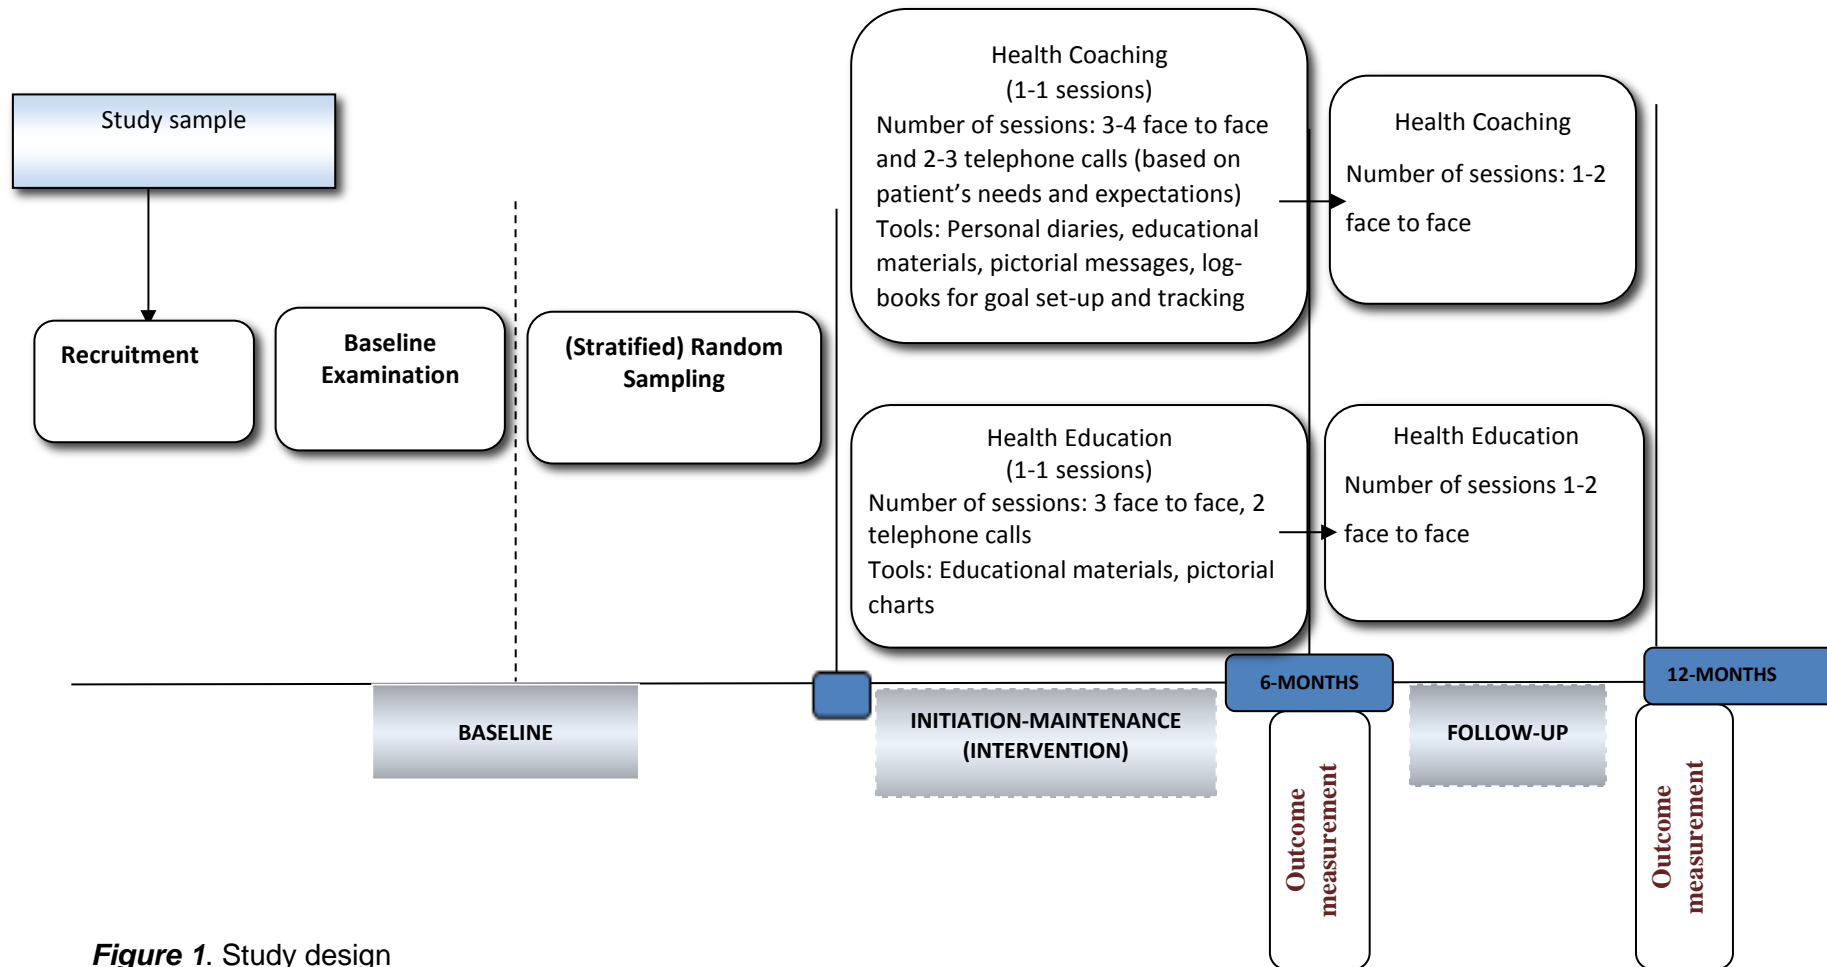 Study sample
Recruitment
Baseline
Examination
(Stratified) Random
Sampling
Health Coaching
(1-1 sessions)
Number of sessions: 3-4 face to face
and 2-3 telephone calls (based on
patient’s needs and expectations)
Tools: Personal diaries, educational
materials, pictorial messages, log-
books for goal set-up and tracking
Health Coaching
Number of sessions: 1-2
face to face
Health Education
(1-1 sessions)
Number of sessions: 3 face to face, 2
telephone calls
Tools: Educational materials, pictorial
charts
Health Education
Number of sessions 1-2
face to face
6-MONTHS
12-MONTHS
BASELINE
INITIATION-MAINTENANCE
(INTERVENTION)
FOLLOW-UP
Outcome
measurement
Outcome
measurement
Figure 1. Study design